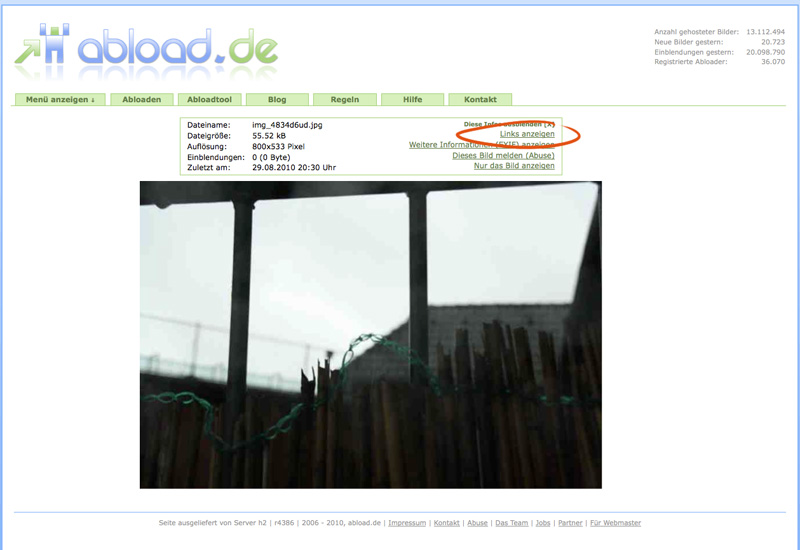 abload.de
Anzahl gehosteter Bilder: 13.112.494
Neue Bilder gestern: 20.723
Einblendungen gestern: 20.098.790
Registrierte Abloader: 36.070
Menü anzeigen ↓ Abloaden Abloadtool Blog Regeln Hilfe Kontakt
Dateiname: img_4834d6ud.jpg Diese Infos ausblenden [X]
Dateigröße: 55.52 kB Links anzeigen
Auflösung: 800x533 Pixel Weitere Informationen (EXIF) anzeigen
Einblendungen: 0 (0 Byte) Dieses Bild melden (Abuse)
Zuletzt am: 29.08.2010 20:30 Uhr Nur das Bild anzeigen
Seite ausgeliefert von Server h2 | r4386 | 2006 - 2010, abload.de | Impressum | Kontakt | Abuse | Das Team | Jobs | Partner | Für Webmaster